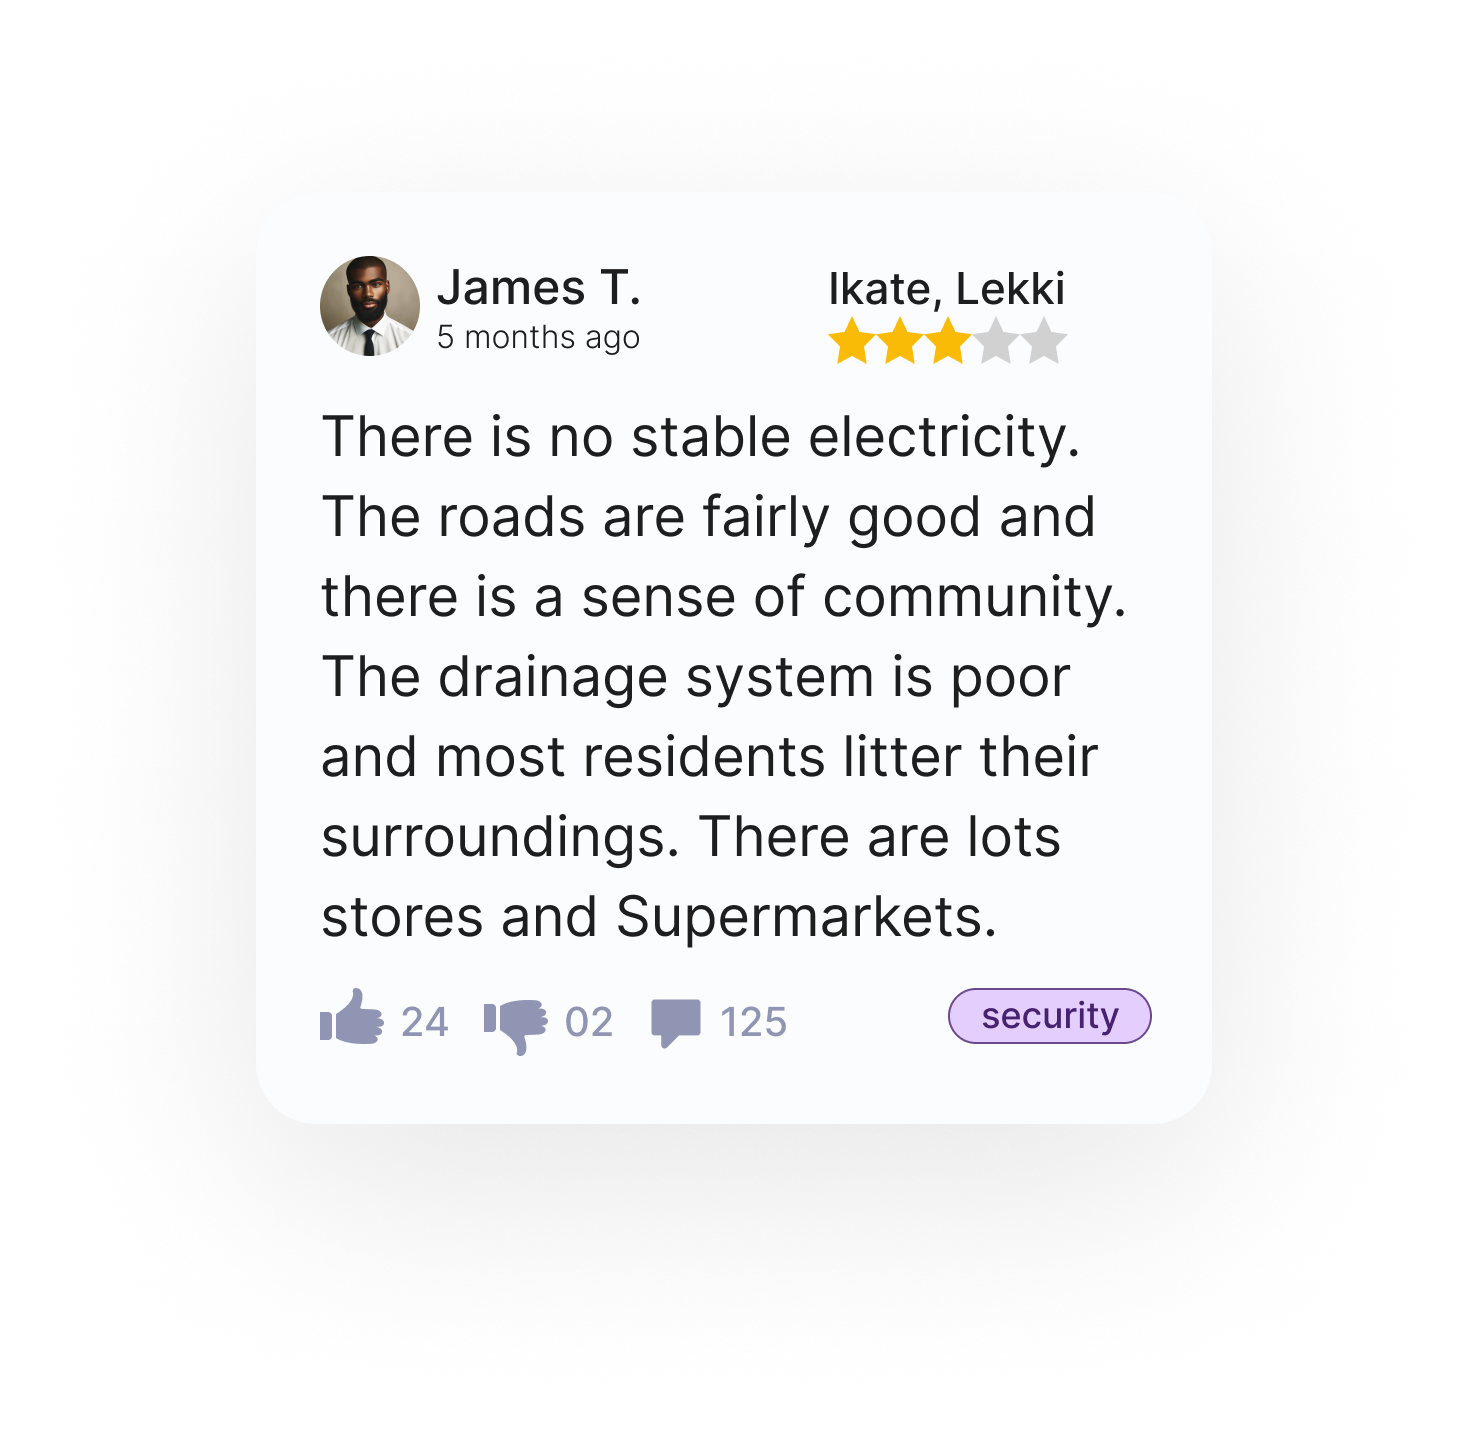 James T.
5 months ago
Ikate, Lekki
There is no stable electricity.
The roads are fairly good and
there is a sense of community.
The drainage system is poor
and most residents litter their
surroundings. There are lots
stores and Supermarkets.
24 02 125
security